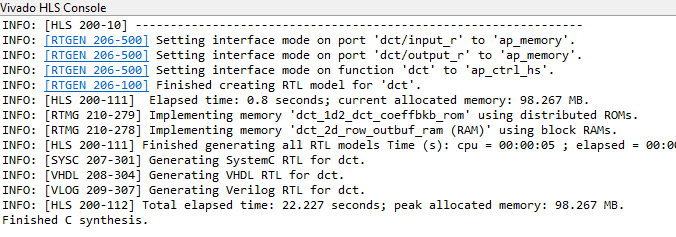 Vivado HLS Console
INFO: [HLS 200-10] ----------------------------------------------------------------
INFO: [RTGEN 206-500] Setting interface mode on port 'dct/input_r' to 'ap_memory'.
INFO: [RTGEN 206-500] Setting interface mode on port 'dct/output_r' to 'ap_memory'.
INFO: [RTGEN 206-500] Setting interface mode on function 'dct' to 'ap_ctrl_hs'.
INFO: [RTGEN 206-100] Finished creating RTL model for 'dct'.
INFO: [HLS 200-111]  Elapsed time: 0.8 seconds; current allocated memory: 98.267 MB.
INFO: [RTMG 210-279] Implementing memory 'dct_1d2_dct_coeffbkb_rom' using distributed ROMs.
INFO: [RTMG 210-278] Implementing memory 'dct_2d_row_outbuf_ram (RAM)' using block RAMs.
INFO: [HLS 200-111] Finished generating all RTL models Time (s): cpu = 00:00:05 ; elapsed = 00:0
INFO: [SYSC 207-301] Generating SystemC RTL for dct.
INFO: [VHDL 208-304] Generating VHDL RTL for dct.
INFO: [VLOG 209-307] Generating Verilog RTL for dct.
INFO: [HLS 200-112] Total elapsed time: 22.227 seconds; peak allocated memory: 98.267 MB.
Finished C synthesis.